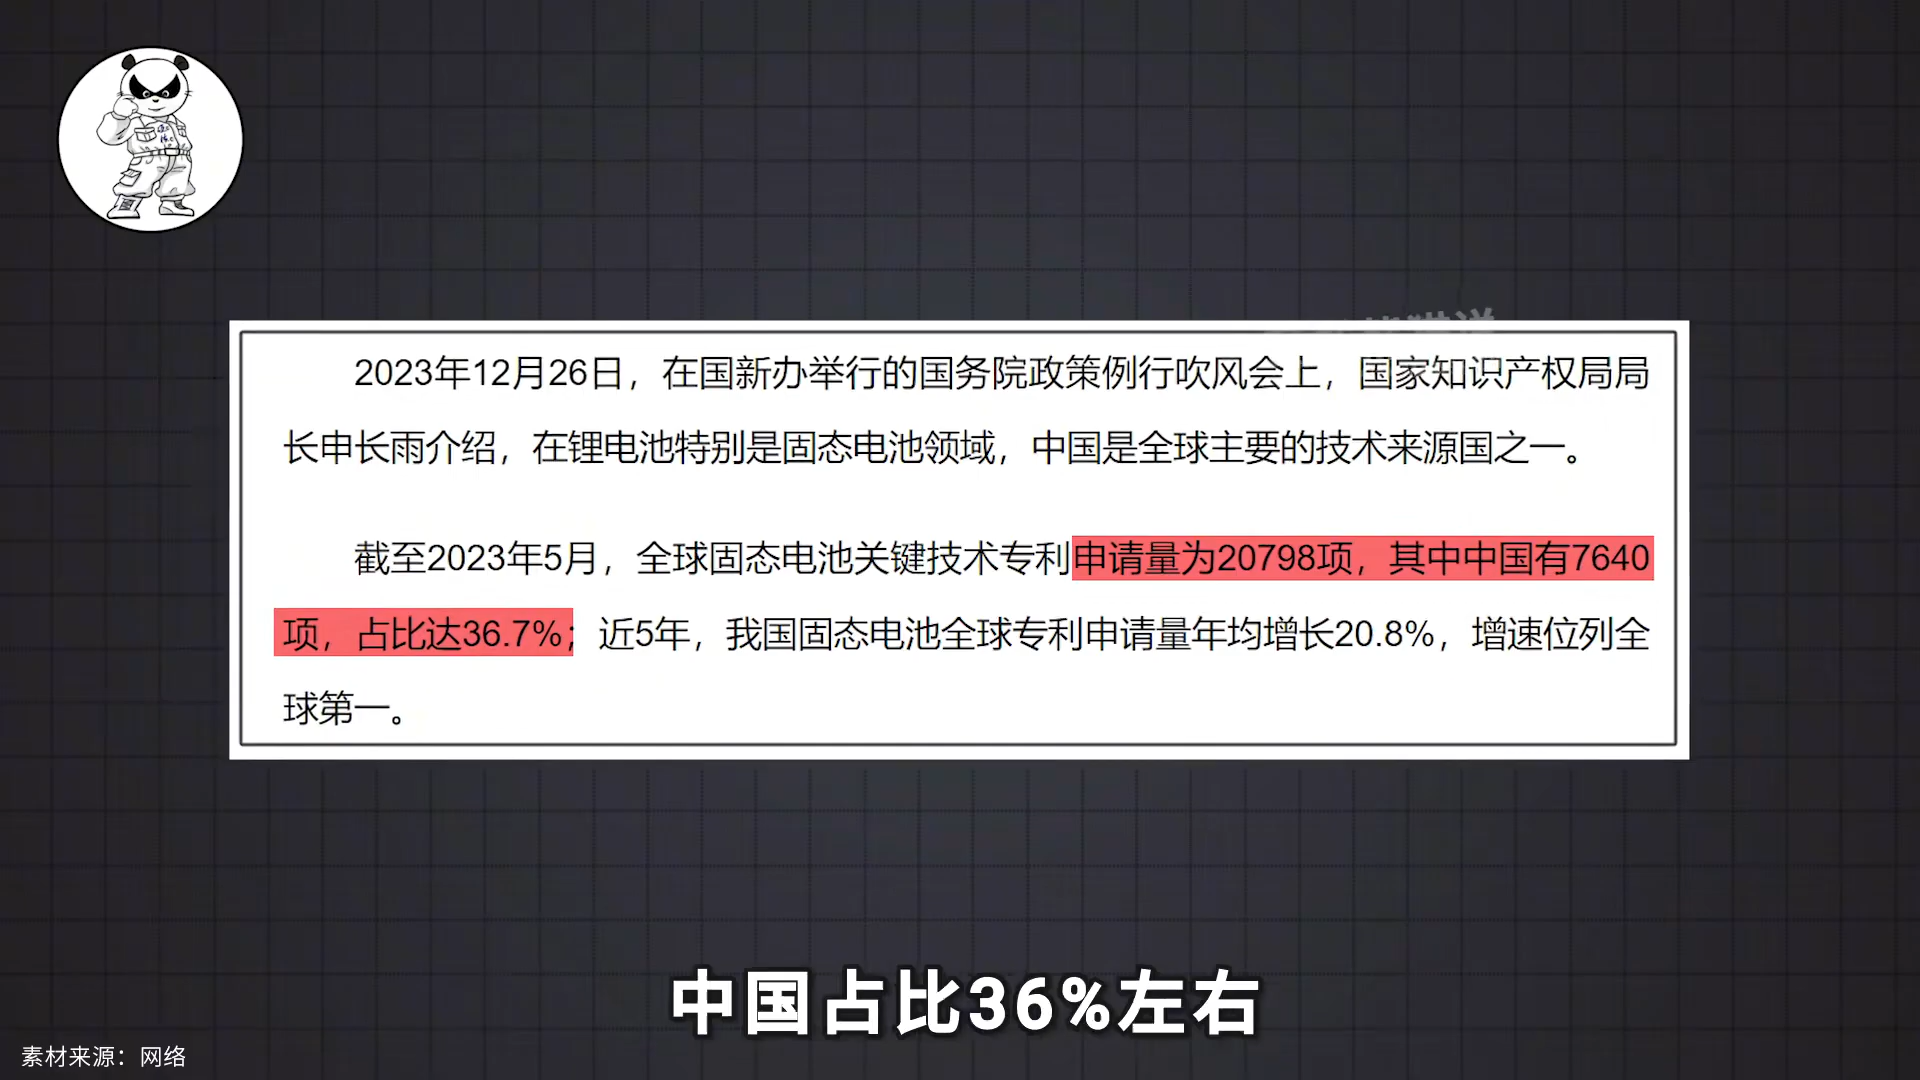 2023年12月26日，在国新办举行的国务院政策例行吹风会上，国家知识产权局局
长申长雨介绍，在锂电池特别是固态电池领域，中国是全球主要的技术来源国之一。
截至2023年5月，全球固态电池关键技术专利申请量为20798项，其中中国有7640
项，占比达36.7%；近5年，我国固态电池全球专利申请量年均增长20.8%，增速位列全
球第一。
中国占比36%左右
素材来源：网络